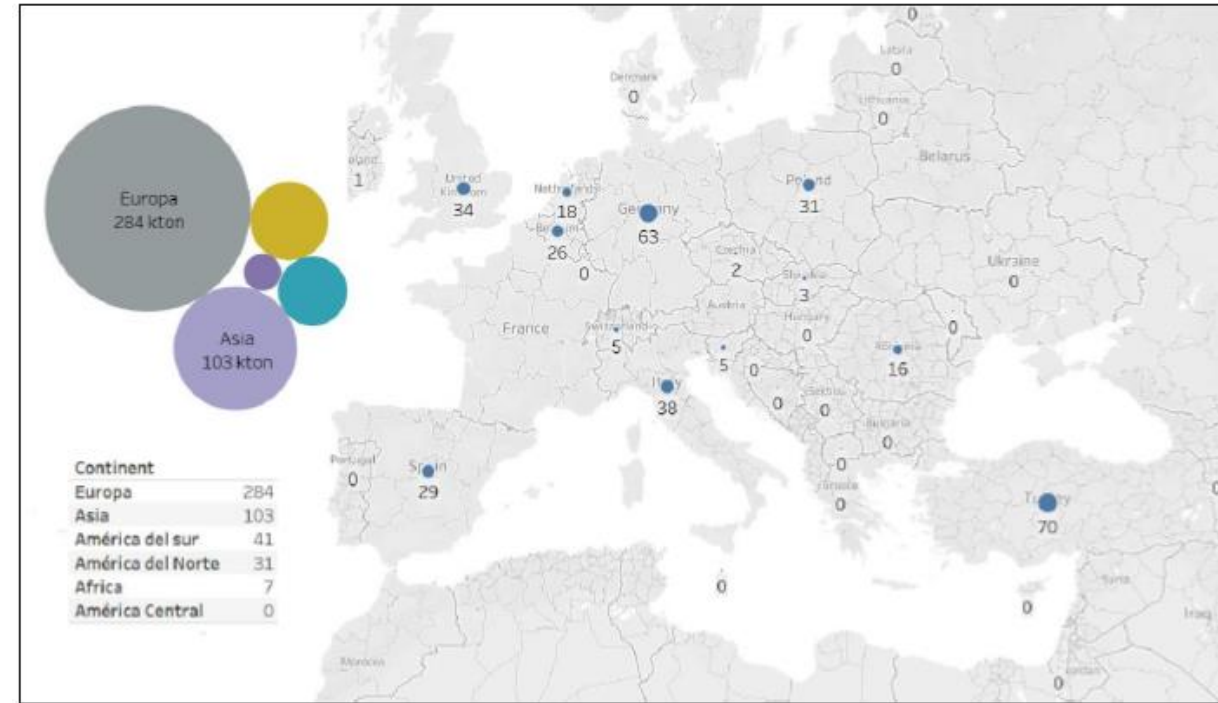 Europa
284 kton
Asia
103 kton
Continent
Europa 284
Asia 103
América del sur 41
América del Norte 31
Africa 7
América Central 0
0
Latvia
0
Lithuania
0
Denmark
0
Belarus
1
United
Kingdom
34
Netherlands
18
Germany
63
Poland
31
Belgium
26
0
Czechia
2
Slovakia
3
Ukraine
0
France
Switzerland
5
Austria
Hungary
0
5
0
0
0
Romania
16
Italy
38
Serbia
0
Bulgaria
0
0
Greece
0
Portugal
0
Spain
29
Turkey
70
0
0
0
Syria
Iraq
Jordan
0
Morocco